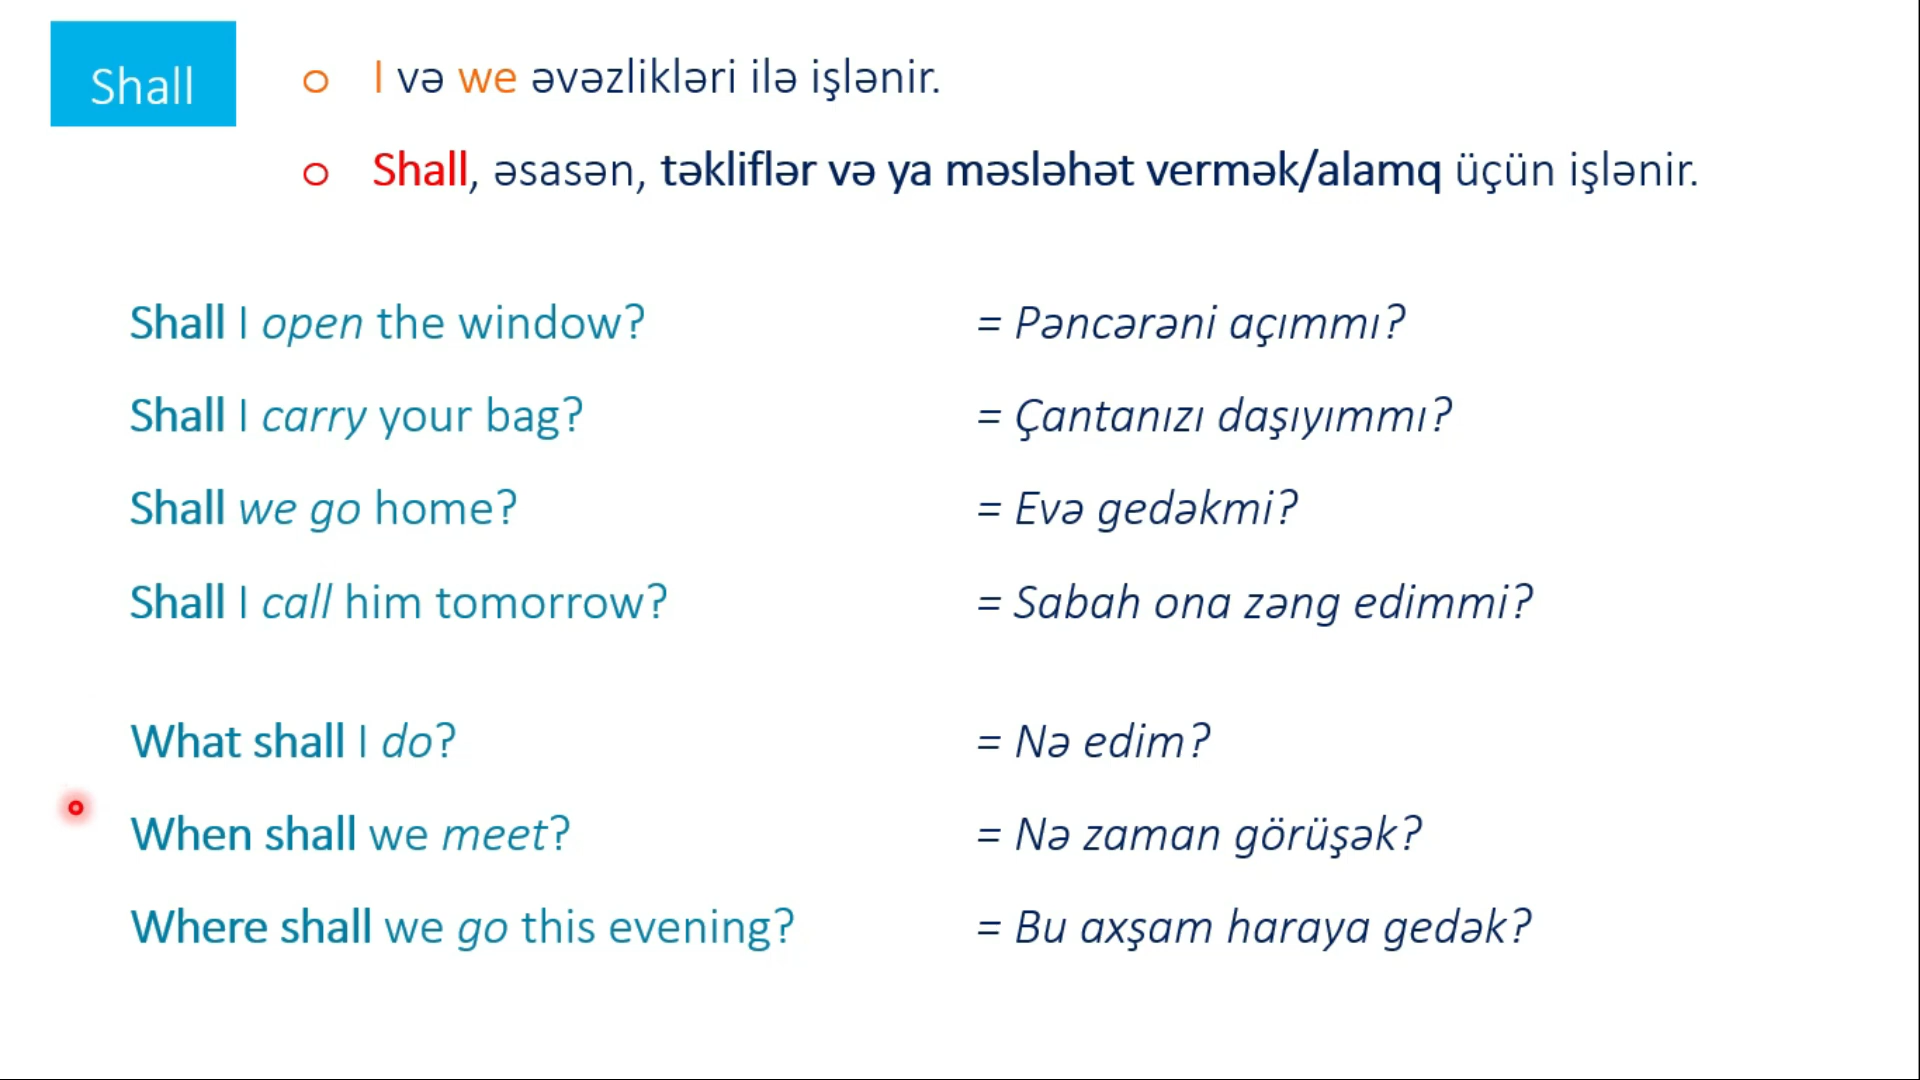 Shall
o I və we əvəzlikləri ilə işlənir.
o Shall, əsasən, təkliflər və ya məsləhət vermək/alamq üçün işlənir.
Shall I open the window? = Pəncərəni açımmı?
Shall I carry your bag? = Çantanızı daşıyımmı?
Shall we go home? = Evə gedəkmi?
Shall I call him tomorrow? = Sabah ona zəng edimmi?
What shall I do? = Nə edim?
When shall we meet? = Nə zaman görüşək?
Where shall we go this evening? = Bu axşam haraya gedək?